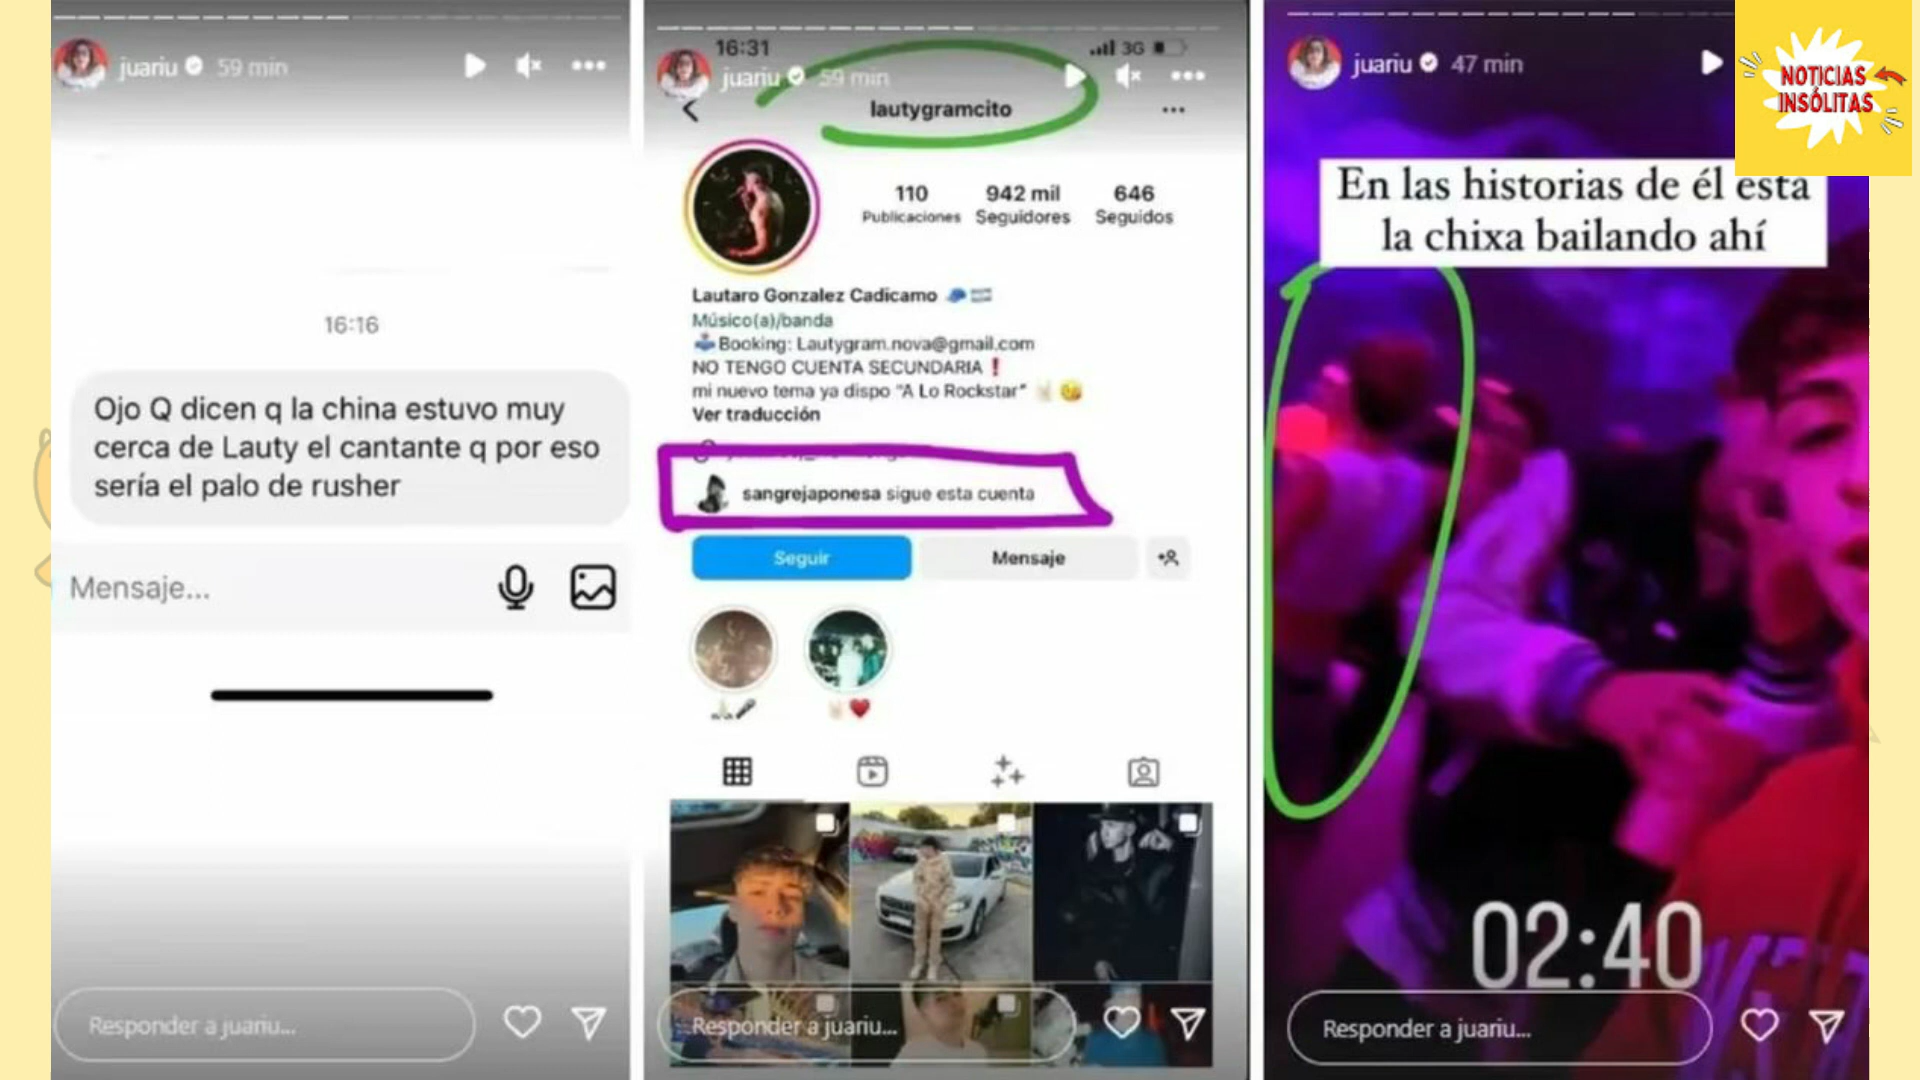 juariu 59 min
16:16
Ojo Q dicen q la china estuvo muy
cerca de Lauty el cantante q por eso
sería el palo de rusher
Mensaje...
Responder a juariu...
16:31
3G
juariu 59 min
lautygramcito
110
942 mil
646
Publicaciones
Seguidores
Seguidos
Lautaro Gonzalez Cadicamo
Músico(a)/banda
Booking: Lautygram.nova@gmail.com
NO TENGO CUENTA SECUNDARIA❗
mi nuevo tema ya dispo "A Lo Rockstar"
Ver traducción
sangrejaponesa sigue esta cuenta
Seguir
Mensaje
Responder a juariu...
juariu 47 min
NOTICIAS
INSÓLITAS
En las historias de él esta
la chixa bailando ahí
02:40
Responder a juariu...